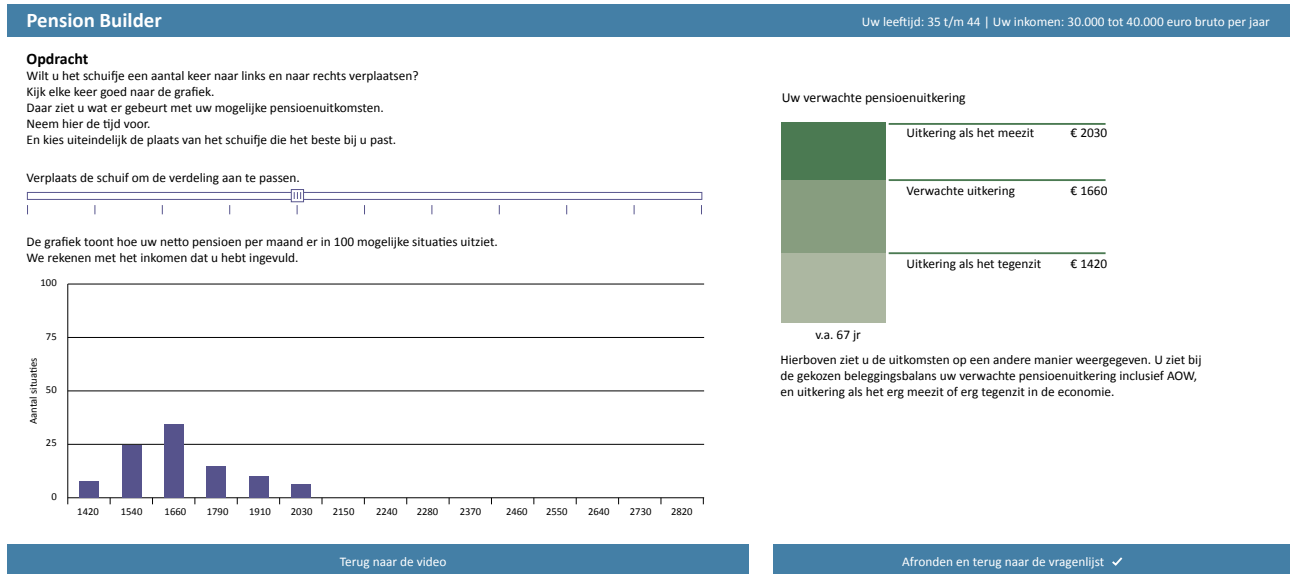 Pension Builder
Uw leeftijd: 35 t/m 44 | Uw inkomen: 30.000 tot 40.000 euro bruto per jaar
Opdracht
Wilt u het schuifje een aantal keer naar links en naar rechts verplaatsen?
Kijk elke keer goed naar de grafiek.
Daar ziet u wat er gebeurt met uw mogelijke pensioenuitkomsten.
Neem hier de tijd voor.
En kies uiteindelijk de plaats van het schuifje die het beste bij u past.
Verplaats de schuif om de verdeling aan te passen.
De grafiek toont hoe uw netto pensioen per maand er in 100 mogelijke situaties uitziet.
We rekenen met het inkomen dat u hebt ingevuld.
100
75
50
25
0
Aantal situaties
1420 1540 1660 1790 1910 2030 2150 2240 2280 2370 2460 2550 2640 2730 2820
Uw verwachte pensioenuitkering
Uitkering als het meezit € 2030
Verwachte uitkering € 1660
Uitkering als het tegenzit € 1420
v.a. 67 jr
Hierboven ziet u de uitkomsten op een andere manier weergegeven. U ziet bij
de gekozen beleggingsbalans uw verwachte pensioenuitkering inclusief AOW,
en uitkering als het erg meezit of erg tegenzit in de economie.
Terug naar de video
Afronden en terug naar de vragenlijst ✓